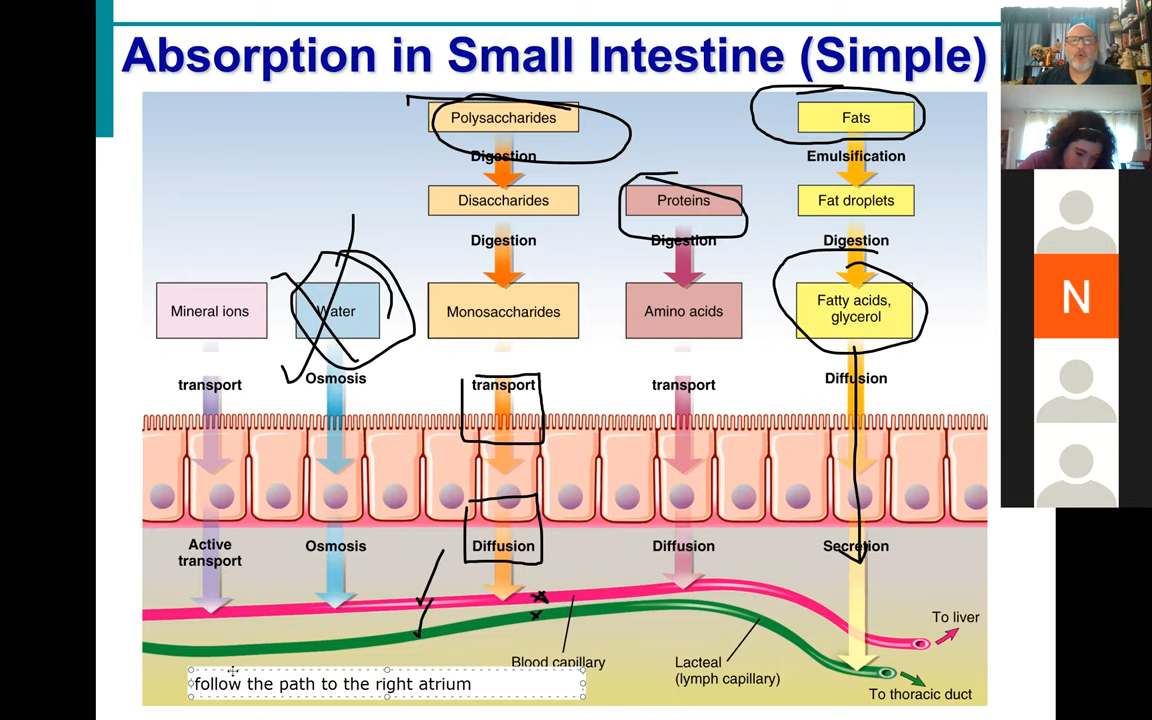 Absorption in Small Intestine (Simple)
Polysaccharides
Fats
Digestion
Emulsification
Disaccharides
Proteins
Fat droplets
Digestion
Digestion
Digestion
Mineral ions
Water
Monosaccharides
Amino acids
Fatty acids,
glycerol
transport
Osmosis
transport
transport
Diffusion
Active
transport
Osmosis
Diffusion
Diffusion
Secretion
To liver
Blood capillary
Lacteal
(lymph capillary)
To thoracic duct
follow the path to the right atrium
N